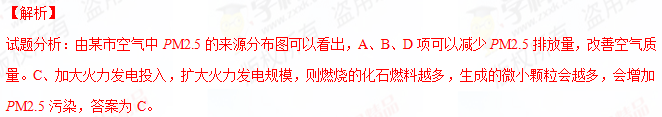 【解析】
试题分析：由某市空气中 PM2.5 的来源分布图可以看出，A、B、D 项可以减少 PM2.5 排放量，改善空气质
量。C、加大火力发电投入，扩大火力发电规模，则燃烧的化石燃料越多，生成的微小颗粒会越多，会增加
PM2.5 污染，答案为 C。